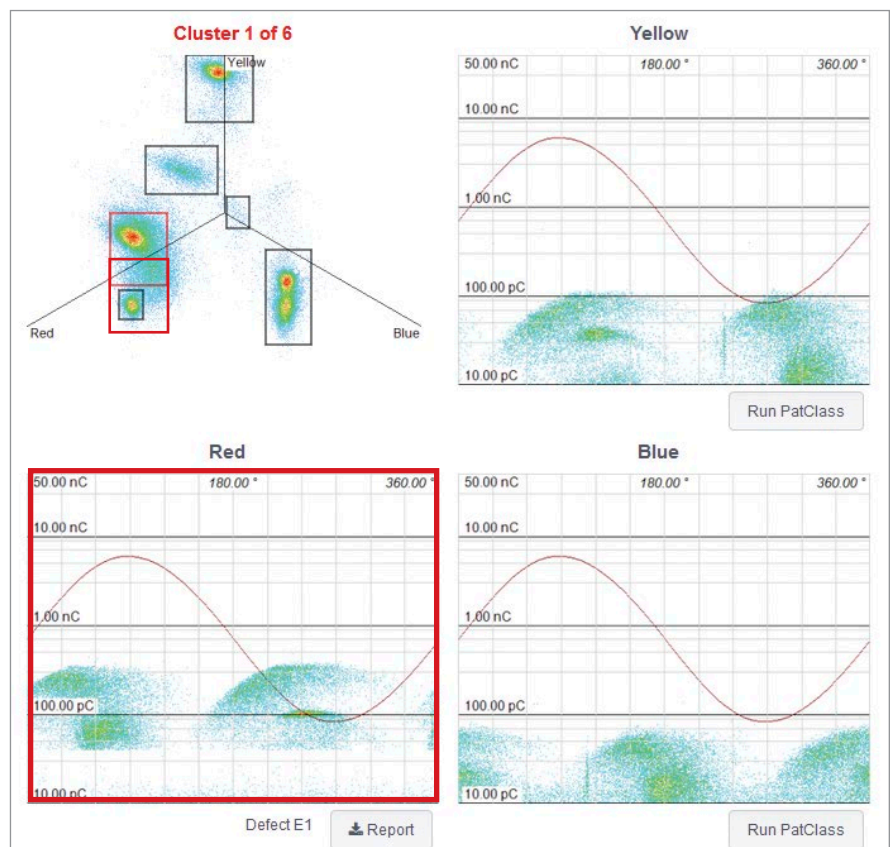 Cluster 1 of 6
Yellow
Red
Blue
Yellow
50.00 nC
180.00 °
360.00 °
10.00 nC
1.00 nC
100.00 pC
10.00 pC
Run PatClass
Red
50.00 nC
180.00 °
360.00 °
10.00 nC
1.00 nC
100.00 pC
10.00 pC
Defect E1
Report
Blue
50.00 nC
180.00 °
360.00 °
10.00 nC
1.00 nC
100.00 pC
10.00 pC
Run PatClass